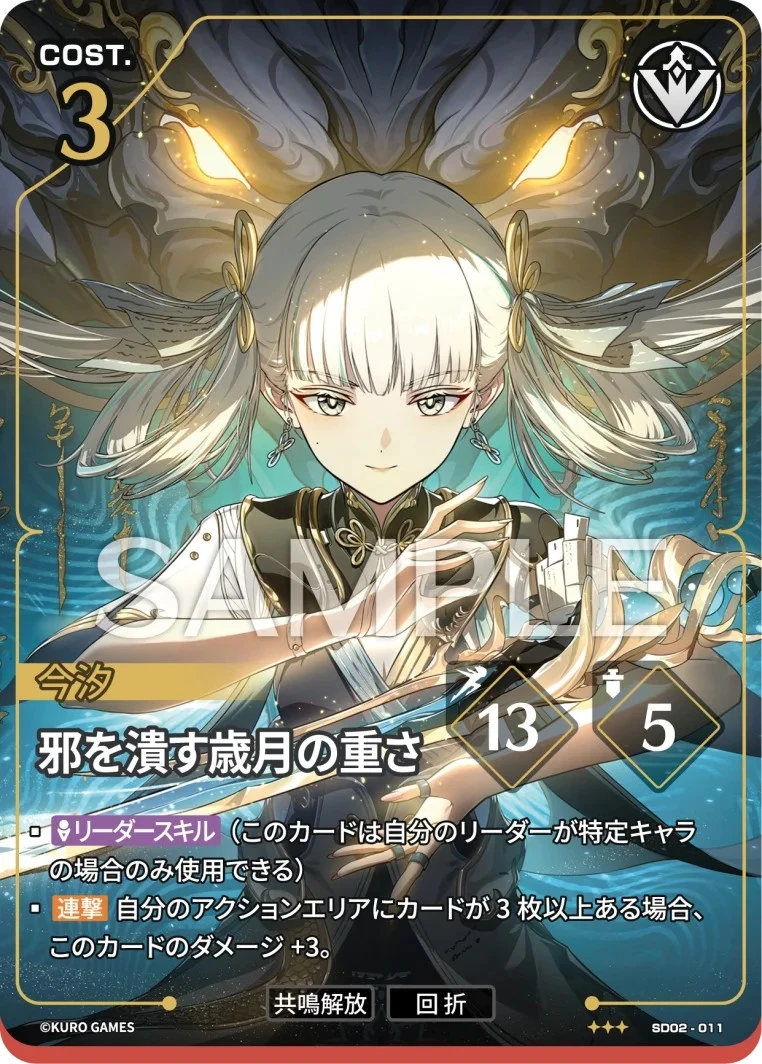 COST.
3
SAMPLE
今汐
13
5
邪を潰す歳月の重さ
リーダースキル（このカードは自分のリーダーが特定キャラ
の場合のみ使用できる）
連撃 自分のアクションエリアにカードが3枚以上ある場合、
このカードのダメージ+3。
共鳴解放 回折
©KURO GAMES
SD02-011